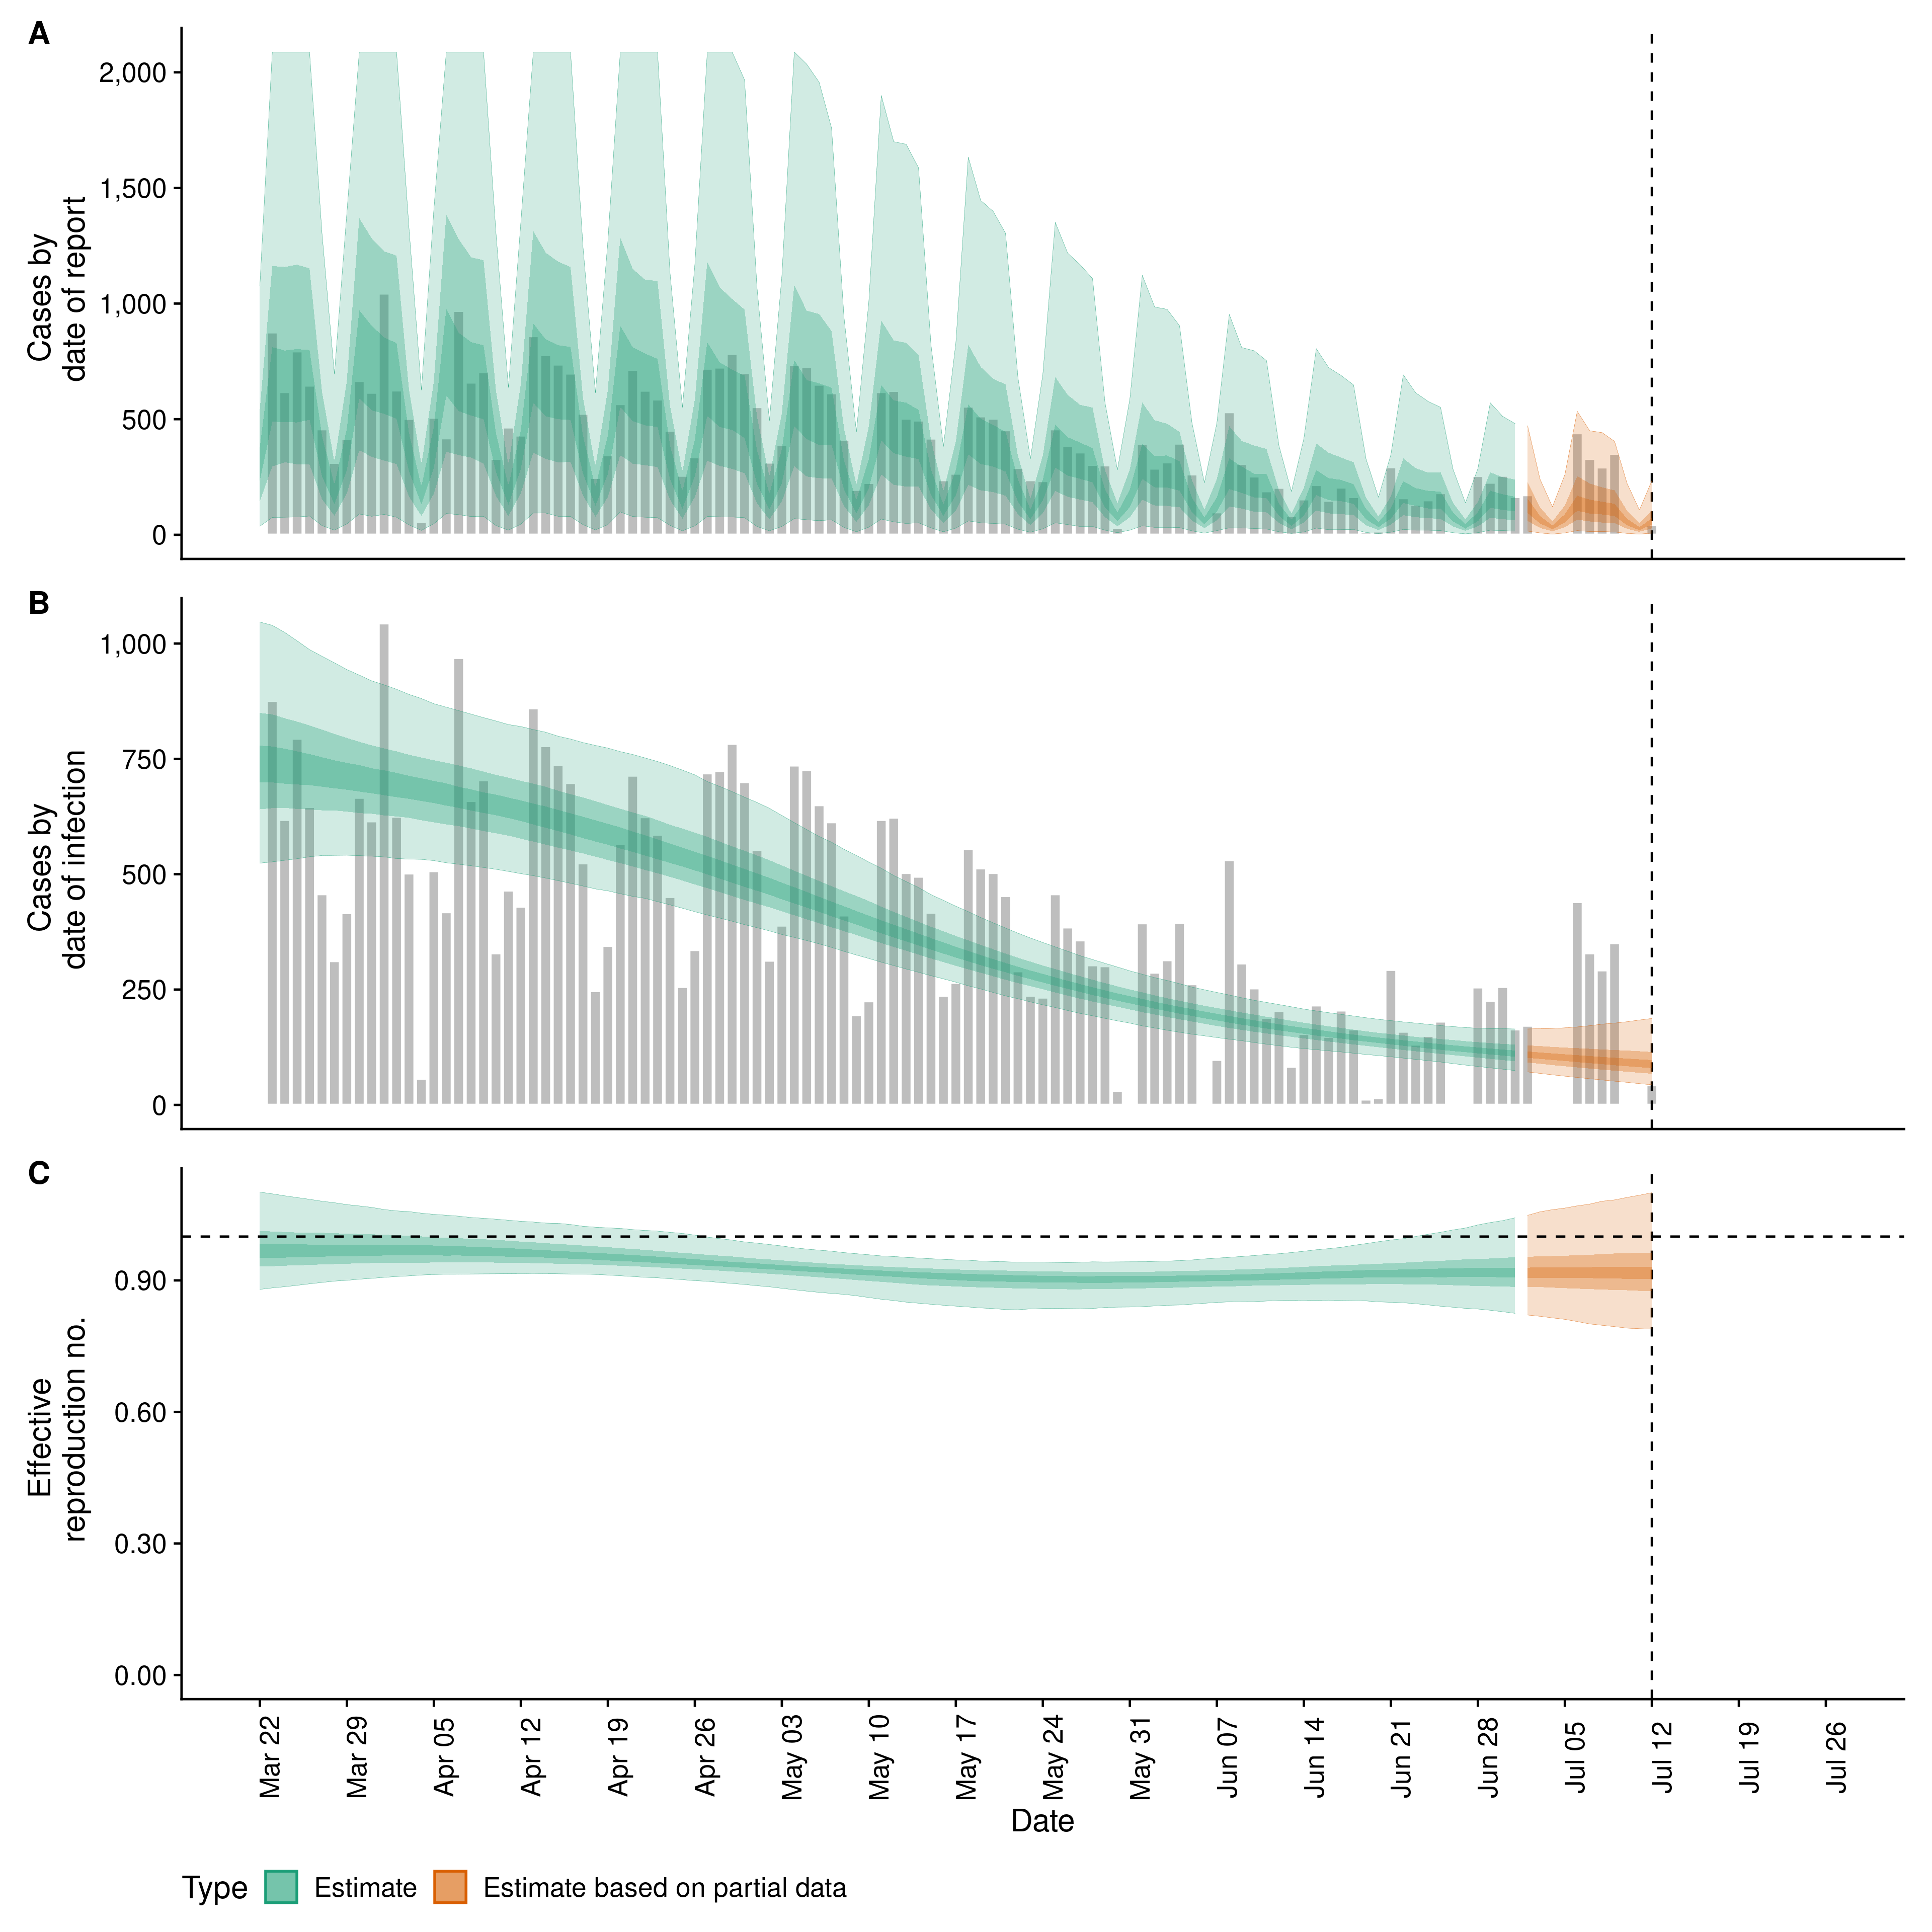 A
Cases by
date of report
2,000
1,500
1,000
500
0
B
Cases by
date of infection
1,000
750
500
250
0
C
Effective
reproduction no.
0.90
0.60
0.30
0.00
Mar 22
Mar 29
Apr 05
Apr 12
Apr 19
Apr 26
May 03
May 10
May 17
May 24
May 31
Jun 07
Jun 14
Jun 21
Jun 28
Jul 05
Jul 12
Jul 19
Jul 26
Date
Type Estimate Estimate based on partial data